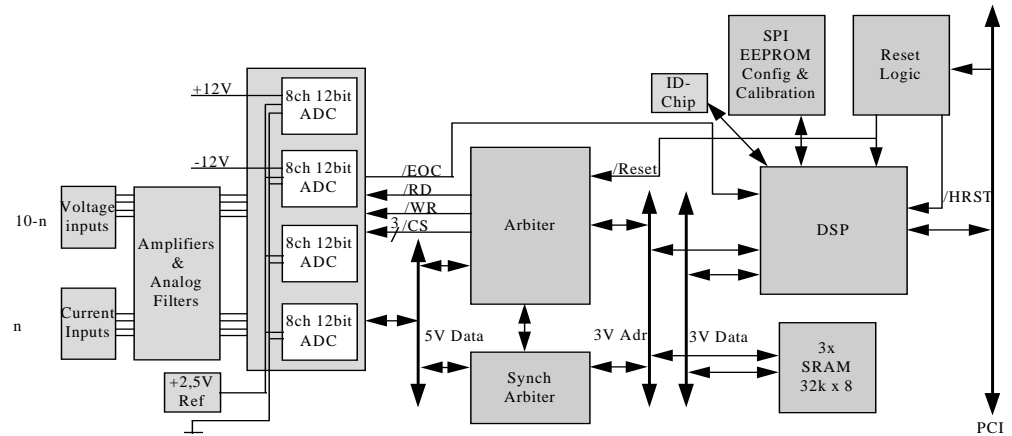 SPI
EEPROM
Config &
Calibration
Reset
Logic
ID-
Chip
+12V
8ch 12bit
ADC
-12V
8ch 12bit
ADC
/EOC
/Reset
/RD
/HRST
10-n
Voltage
inputs
/WR
3
/CS
Arbiter
DSP
Amplifiers
&
Analog
Filters
8ch 12bit
ADC
n
Current
Inputs
8ch 12bit
ADC
5V Data
3V Adr
3V Data
3x
SRAM
32k x 8
+2,5V
Ref
Synch
Arbiter
PCI